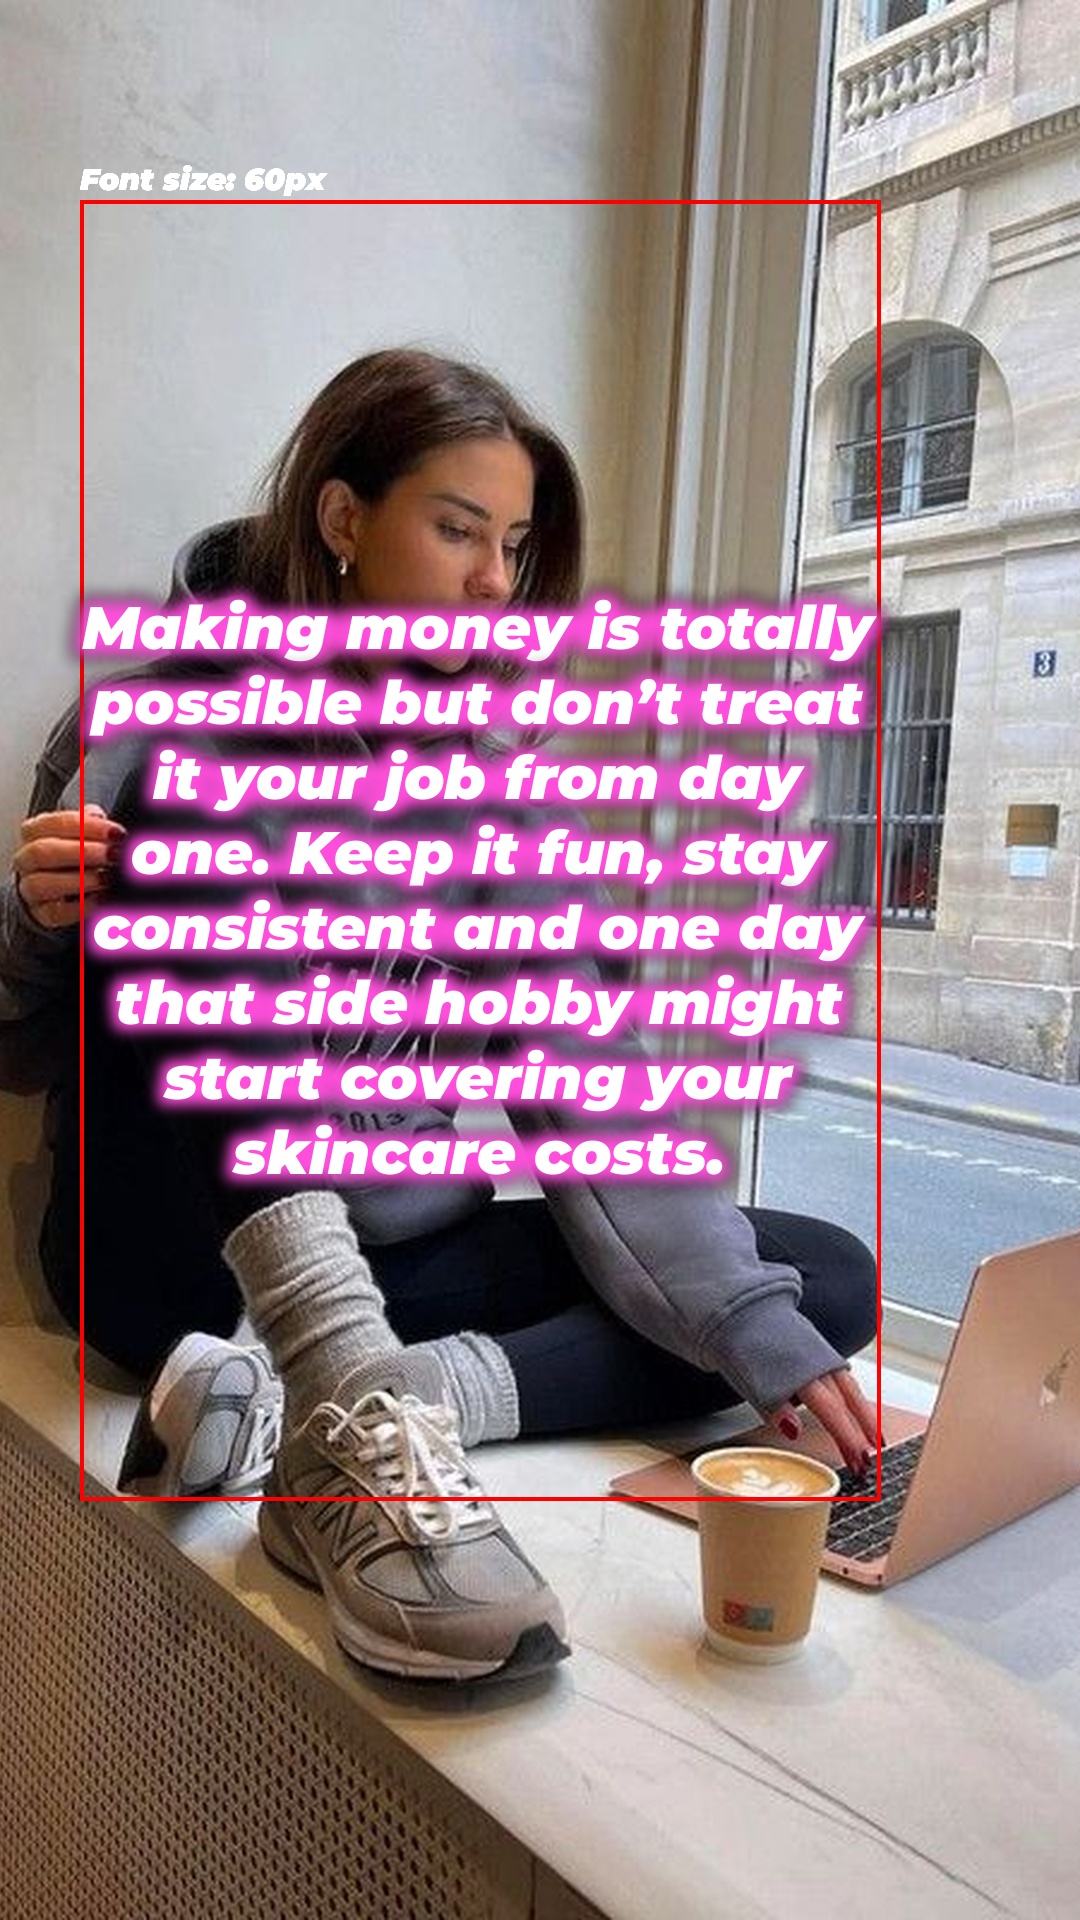 Font size: 60px
Making money is totally
possible but don’t treat
it your job from day
one. Keep it fun, stay
consistent and one day
that side hobby might
start covering your
skincare costs.
3
2013
N